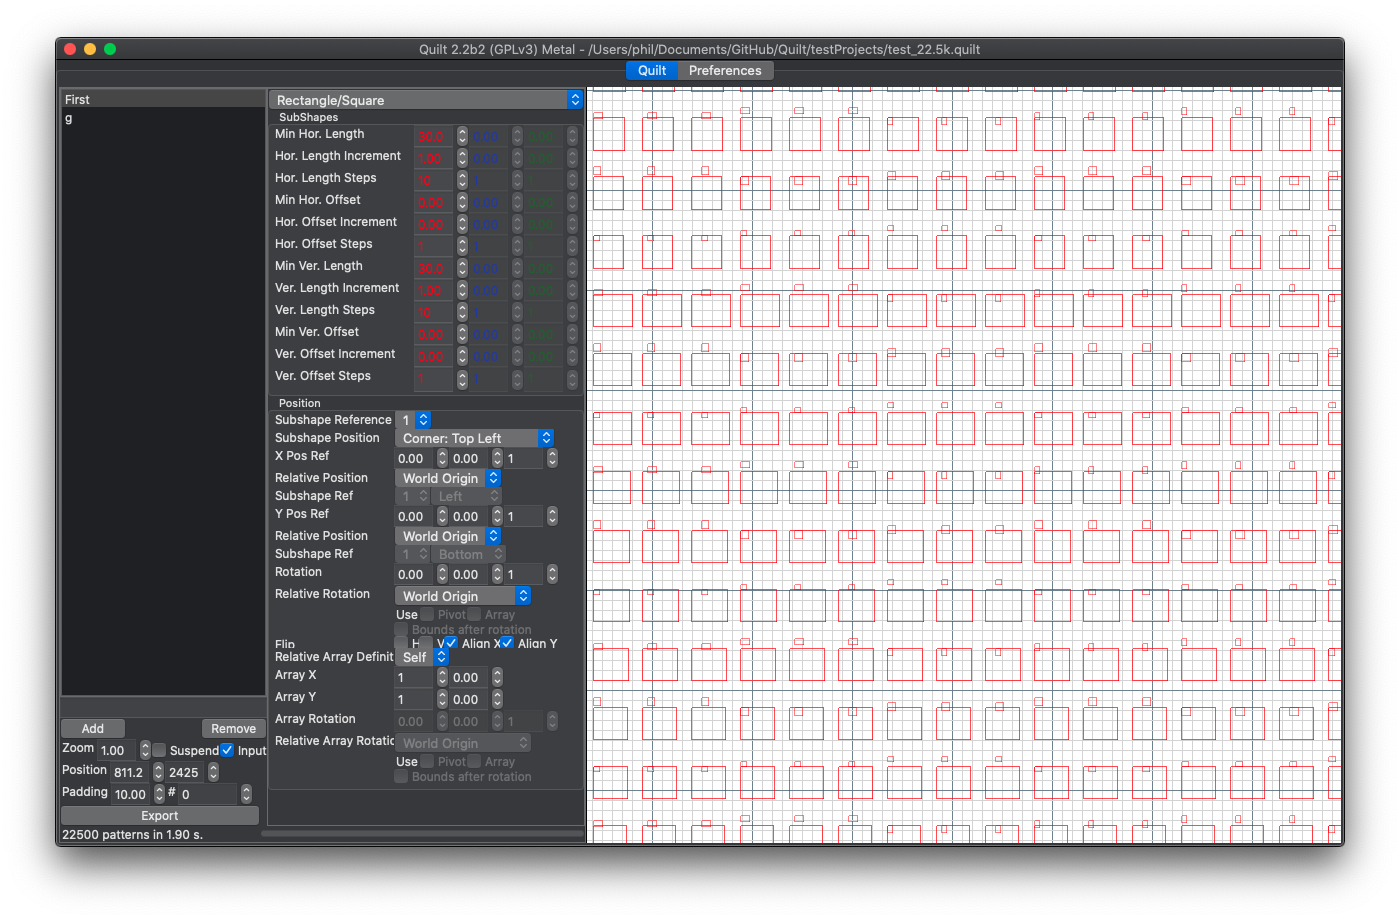 Quilt 2.2b2 (GPLv3) Metal - /Users/phil/Documents/GitHub/Quilt/testProjects/test_22.5k.quilt
Quilt Preferences
First
g
Rectangle/Square
SubShapes
Min Hor. Length 30.0 0.00 0.00
Hor. Length Increment 1.00 0.00 0.00
Hor. Length Steps 10 1
Min Hor. Offset 0.00 0.00 0.00
Hor. Offset Increment 0.00 0.00 0.00
Hor. Offset Steps 1 1
Min Ver. Length 30.0 0.00 0.00
Ver. Length Increment 1.00 0.00 0.00
Ver. Length Steps 10 1
Min Ver. Offset 0.00 0.00 0.00
Ver. Offset Increment 0.00 0.00 0.00
Ver. Offset Steps 1 1
Position
Subshape Reference 1
Subshape Position Corner: Top Left
X Pos Ref 0.00 0.00 1
Relative Position World Origin
Subshape Ref 1 Left
Y Pos Ref 0.00 0.00 1
Relative Position World Origin
Subshape Ref 1 Bottom
Rotation 0.00 0.00 1
Relative Rotation World Origin
Use Pivot Array
Bounds after rotation
Flip H V Align X Align Y
Relative Array Definit Self
Array X 1 0.00
Array Y 1 0.00
Array Rotation 0.00 0.00 1
Relative Array Rotatic World Origin
Use Pivot Array
Bounds after rotation
Add Remove
Zoom 1.00 Suspend Input
Position 811.2 2425
Padding 10.00 # 0
Export
22500 patterns in 1.90 s.